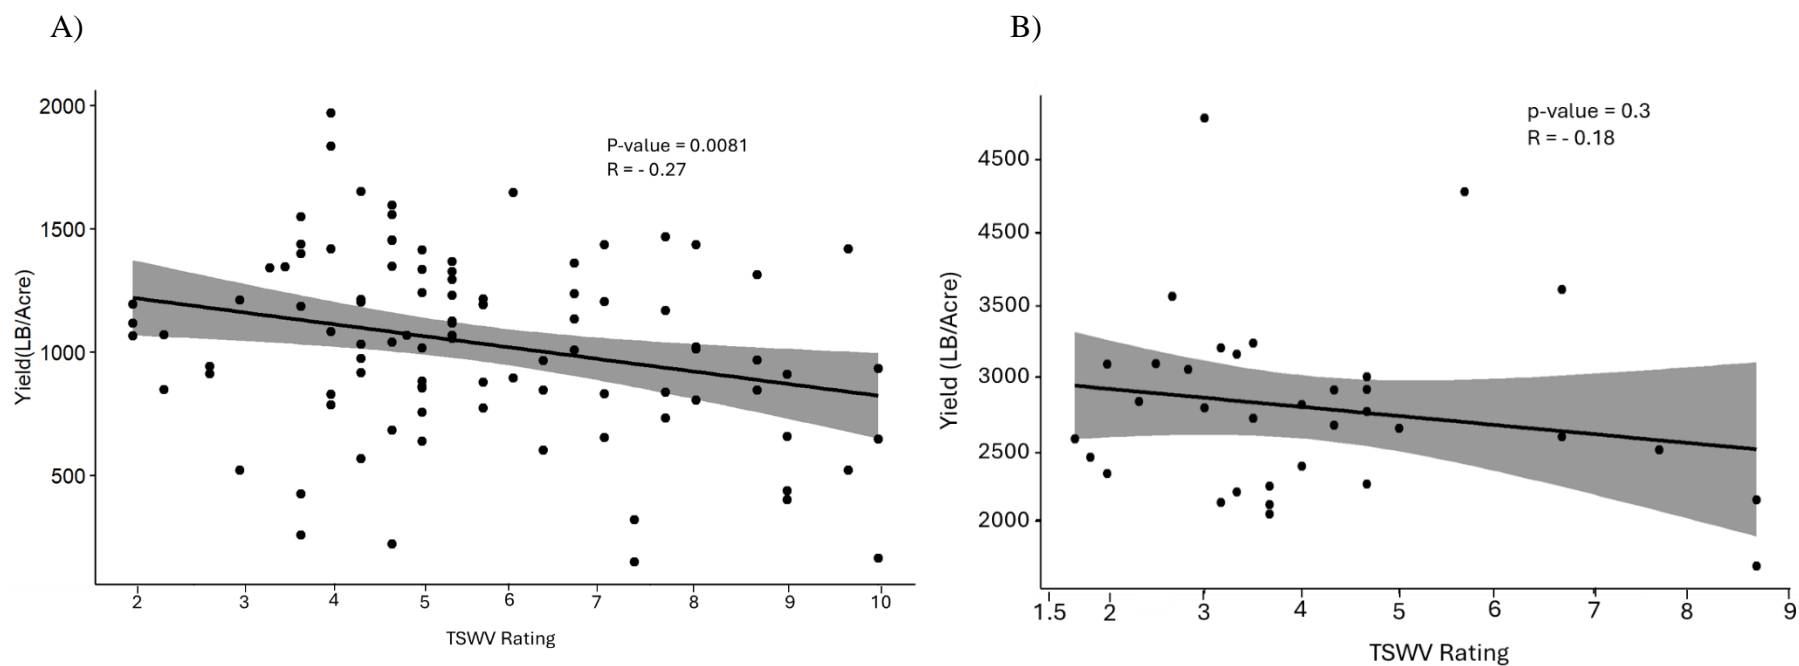 A)
2000
1500
1000
500
Yield(LB/Acre)
P-value = 0.0081
R = - 0.27
2 3 4 5 6 7 8 9 10
TSWV Rating
B)
4500
4500
3500
3000
2500
2000
Yield (LB/Acre)
p-value = 0.3
R = - 0.18
1.5 2 3 4 5 6 7 8 9
TSWV Rating